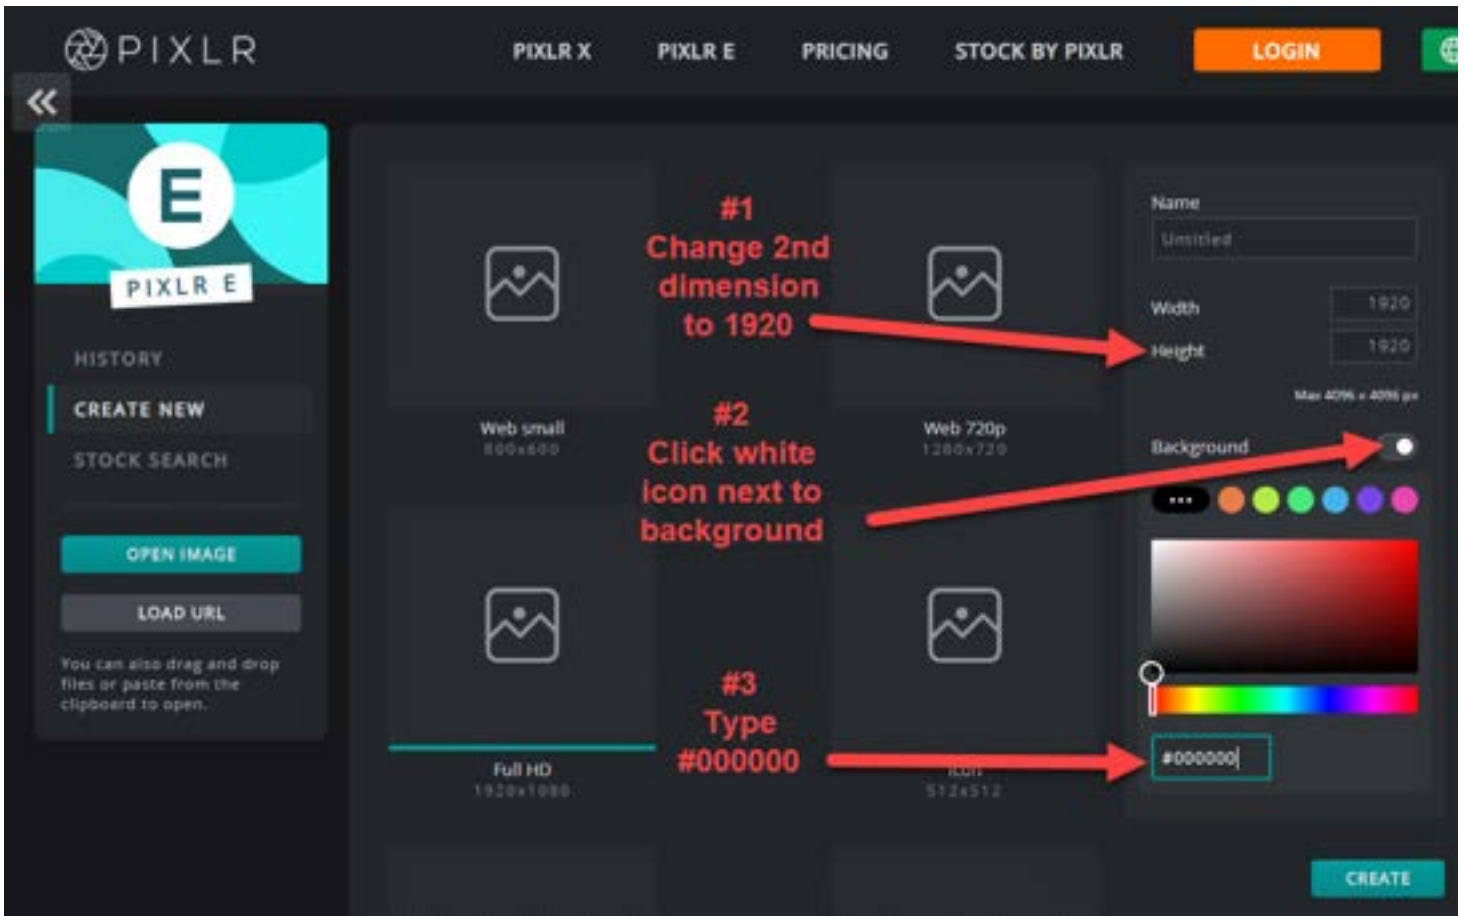 PIXLR
PIXLR X
PIXLR E
PRICING
STOCK BY PIXLR
LOGIN
E
PIXLR E
HISTORY
CREATE NEW
STOCK SEARCH
OPEN IMAGE
LOAD URL
You can also drag and drop
files or paste from the
clipboard to open.
Web small
800x600
Web 720p
1280x720
Full HD
1920x1080
Icon
512x512
#1
Change 2nd
dimension
to 1920
#2
Click white
icon next to
background
#3
Type
#000000
Name
Untitled
Width
1920
Height
1920
Max 4096 x 4096 px
Background
#000000
CREATE